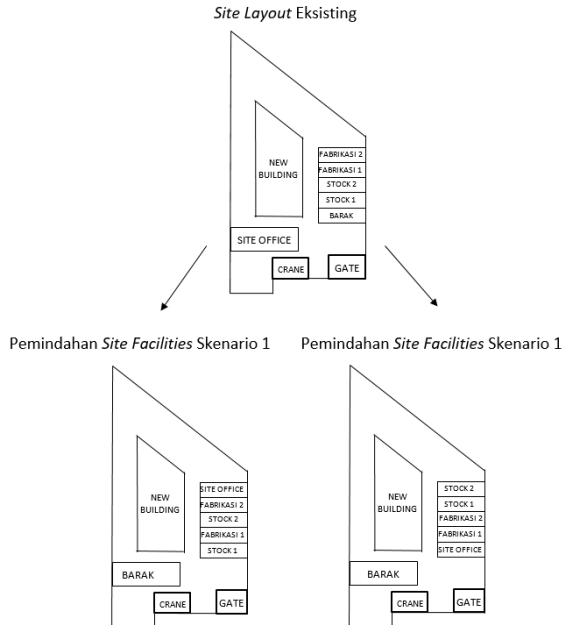 Site Layout Eksisting
FABRIKASI 2
FABRIKASI 1
STOCK 2
STOCK 1
BARAK
NEW
BUILDING
SITE OFFICE
CRANE
GATE
Pemindahan Site Facilities Skenario 1
Pemindahan Site Facilities Skenario 1
SITE OFFICE
FABRIKASI 2
STOCK 2
FABRIKASI 1
STOCK 1
NEW
BUILDING
BARAK
CRANE
GATE
STOCK 2
STOCK 1
FABRIKASI 2
FABRIKASI 1
SITE OFFICE
NEW
BUILDING
BARAK
CRANE
GATE